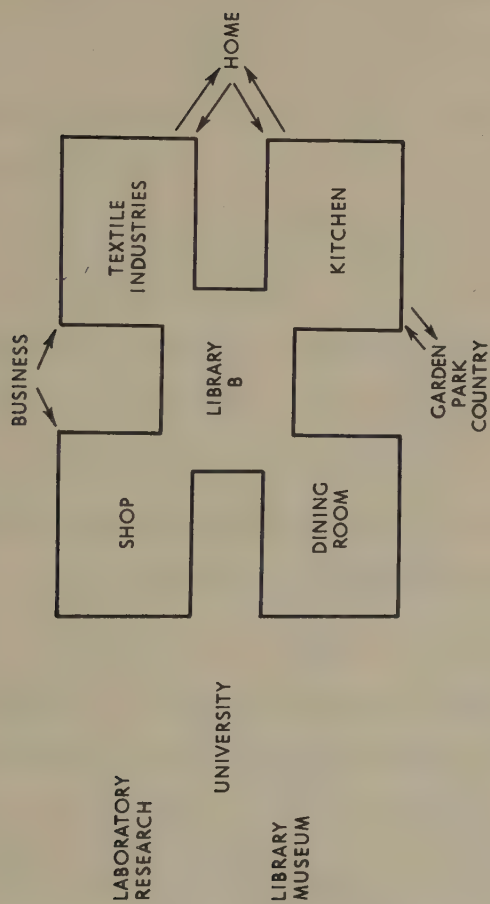 BUSINESS
SHOP
TEXTILE
INDUSTRIES
LABORATORY
RESEARCH
UNIVERSITY
LIBRARY
B
HOME
LIBRARY
MUSEUM
DINING
ROOM
KITCHEN
GARDEN
PARK
COUNTRY